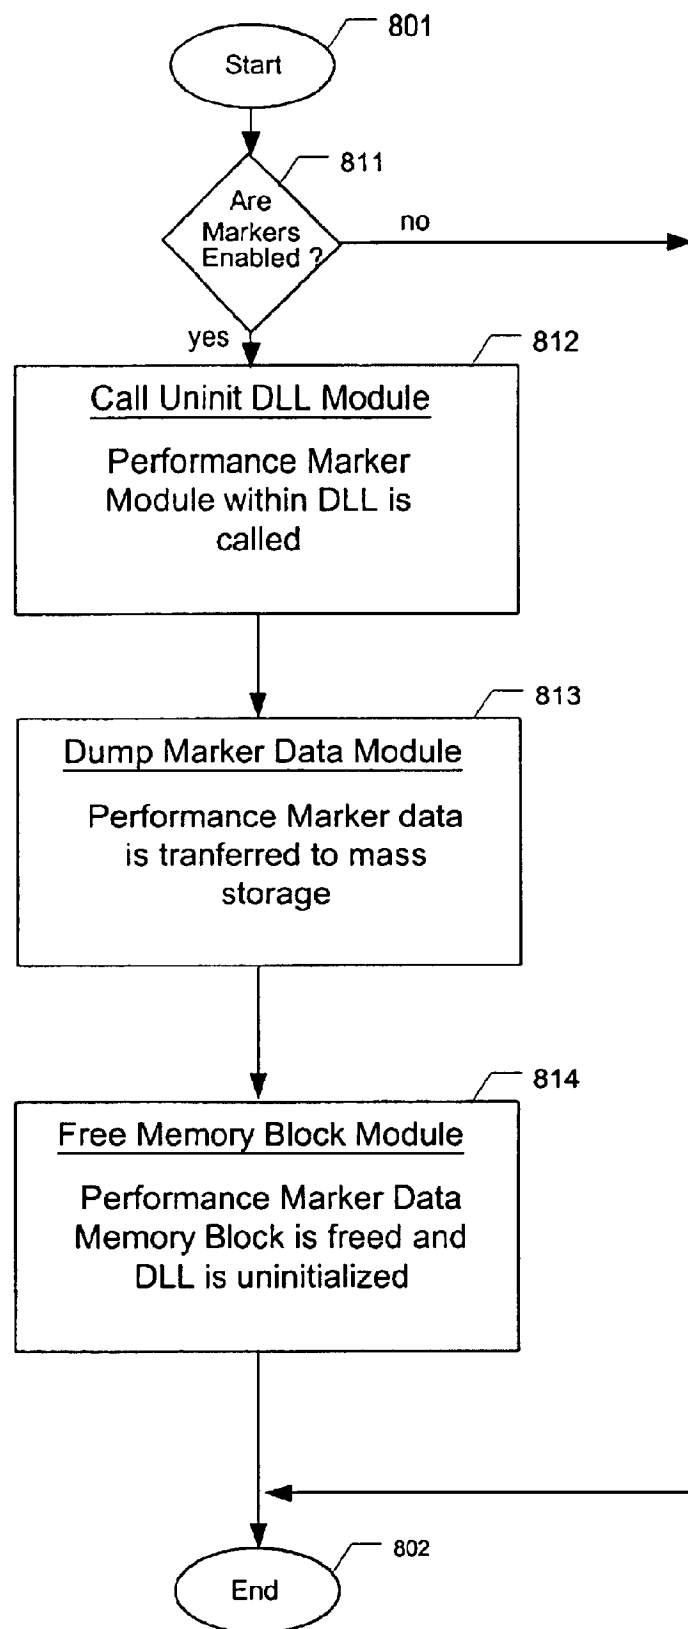 801
Start
811
Are
Markers
Enabled ?
no
yes
812
Call Uninit DLL Module
Performance Marker
Module within DLL is
called
813
Dump Marker Data Module
Performance Marker data
is tranferred to mass
storage
814
Free Memory Block Module
Performance Marker Data
Memory Block is freed and
DLL is uninitialized
802
End